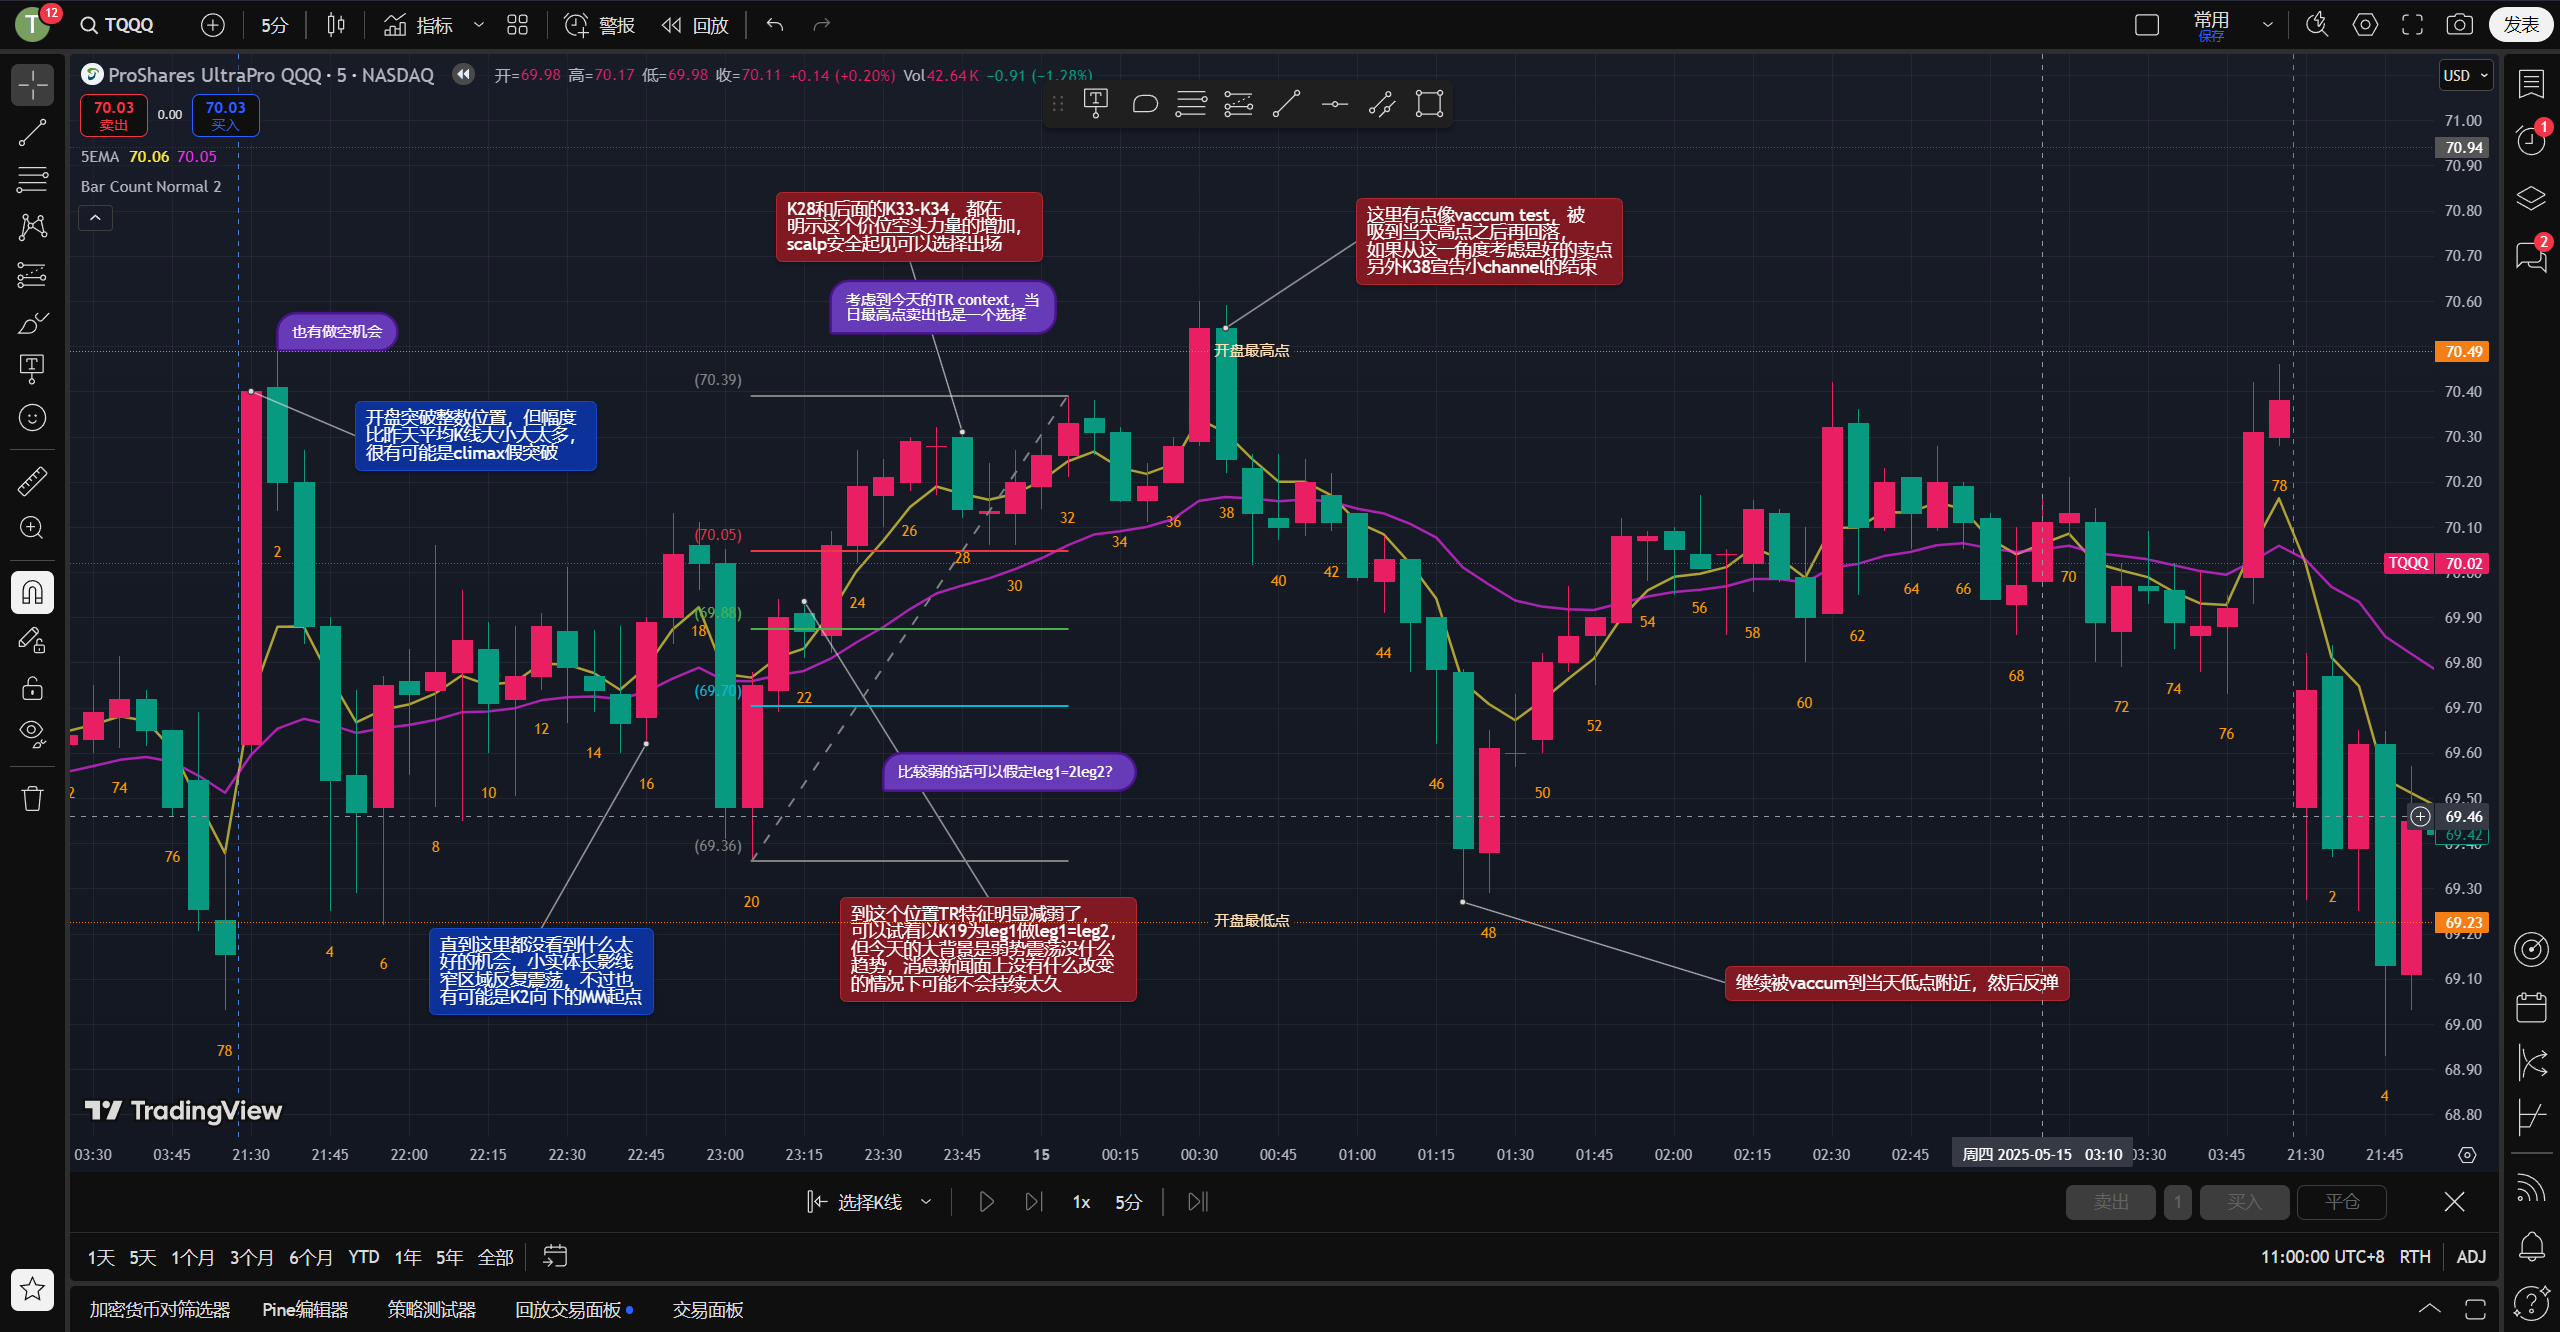 T
12
TQQQ
5分
指标
警报
回放
常用
保存
发表
ProShares UltraPro QQQ · 5 · NASDAQ
开=69.98 高=70.17 低=69.98 收=70.11 +0.14 (+0.20%) Vol42.64 K −0.91 (−1.28%)
USD
70.03
卖出
0.00
70.03
买入
5EMA 70.06 70.05
Bar Count Normal 2
K28和后面的K33-K34，都在
明示这个价位空头力量的增加，
scalp安全起见可以选择出场
考虑到今天的TR context，当
日最高点卖出也是一个选择
这里有点像vaccum test，被
吸到当天高点之后再回落，
如果从这一角度考虑是好的卖点
另外K38宣告小channel的结束
也有做空机会
开盘突破整数位置，但幅度
比昨天平均K线大小大太多，
很有可能是climax假突破
开盘最高点
(70.39)
(70.05)
(69.88)
(69.70)
(69.36)
比较弱的话可以假定leg1=2leg2？
直到这里都没看到什么太
好的机会，小实体长影线
窄区域反复震荡，不过也
有可能是K2向下的MM起点
到这个位置TR特征明显减弱了，
可以试着以K19为leg1做leg1=leg2，
但今天的大背景是弱势震荡没什么
趋势，消息新闻面上没有什么改变
的情况下可能不会持续太久
开盘最低点
继续被vaccum到当天低点附近，然后反弹
2
74
76
78
2
4
6
8
10
12
14
16
18
20
22
24
26
28
30
32
34
36
38
40
42
44
46
48
50
52
54
56
58
60
62
64
66
68
70
72
74
76
78
2
4
71.00
70.94
70.90
70.80
70.70
70.60
70.49
70.40
70.30
70.20
70.10
TQQQ 70.02
70.00
69.90
69.80
69.70
69.60
69.50
69.46
69.42
69.40
69.30
69.23
69.20
69.10
69.00
68.90
68.80
1
2
TradingView
03:30 03:45 21:30 21:45 22:00 22:15 22:30 22:45 23:00 23:15 23:30 23:45 15 00:15 00:30 00:45 01:00 01:15 01:30 01:45 02:00 02:15 02:30 02:45 周四 2025-05-15 03:10 03:30 03:45 21:30 21:45
选择K线
1x
5分
卖出
1
买入
平仓
1天 5天 1个月 3个月 6个月 YTD 1年 5年 全部
11:00:00 UTC+8 RTH ADJ
加密货币对筛选器 Pine编辑器 策略测试器 回放交易面板 交易面板